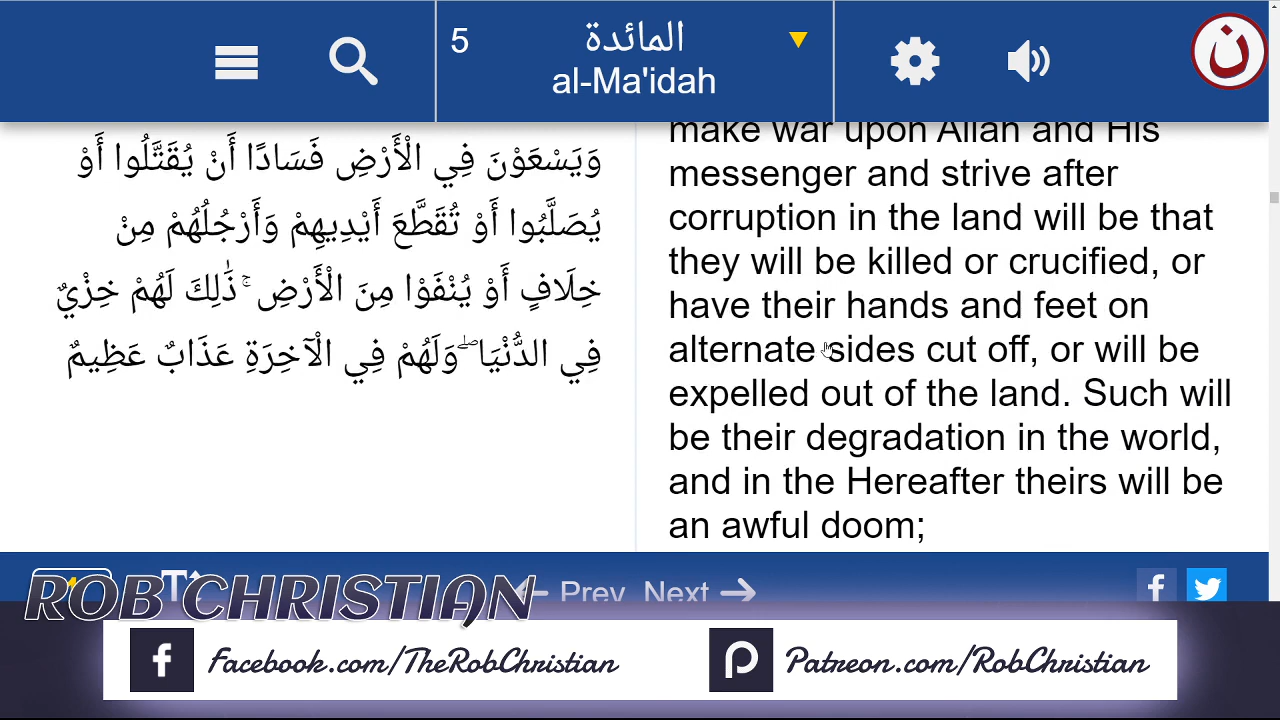 5
المائدة
al-Ma'idah
ن
وَيَسْعَوْنَ فِي الْأَرْضِ فَسَادًا أَنْ يُقَتَّلُوا أَوْ
يُصَلَّبُوا أَوْ تُقَطَّعَ أَيْدِيهِمْ وَأَرْجُلُهُمْ مِنْ
خِلَافٍ أَوْ يُنْفَوْا مِنَ الْأَرْضِ ۚ ذَٰلِكَ لَهُمْ خِزْيٌ
فِي الدُّنْيَا ۖ وَلَهُمْ فِي الْآخِرَةِ عَذَابٌ عَظِيمٌ
make war upon Allah and His
messenger and strive after
corruption in the land will be that
they will be killed or crucified, or
have their hands and feet on
alternate sides cut off, or will be
expelled out of the land. Such will
be their degradation in the world,
and in the Hereafter theirs will be
an awful doom;
Prev Next
ROB CHRISTIAN
Facebook.com/TheRobChristian
Patreon.com/RobChristian